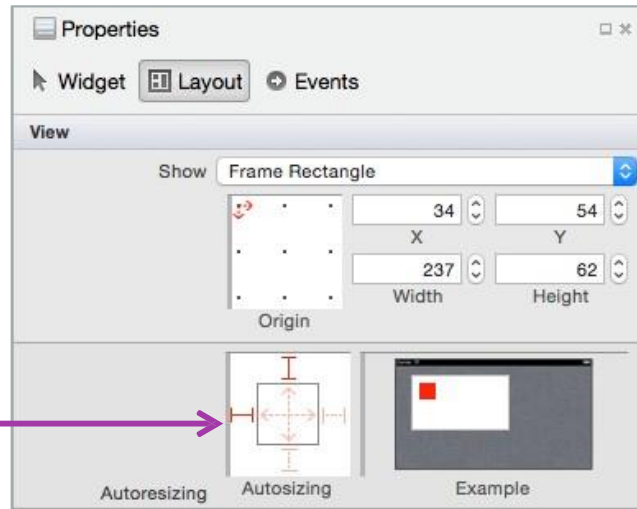 Properties
Widget Layout Events
View
Show Frame Rectangle
34 54
X Y
237 62
Width Height
Origin
Autoresizing Autosizing Example